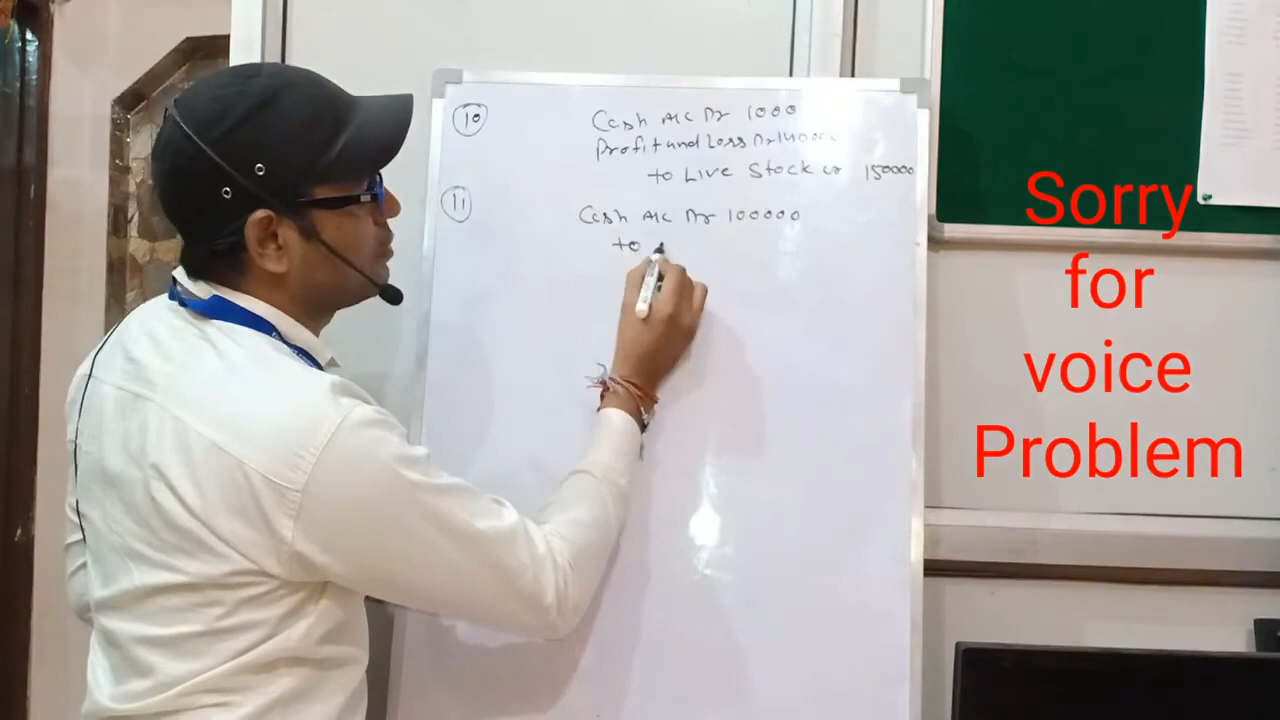 10
Cash A/C Dr 1000
Profit and Loss Dr
to Live Stock cr 150000
11
Cash A/C Dr 100000
to
Sorry
for
voice
Problem